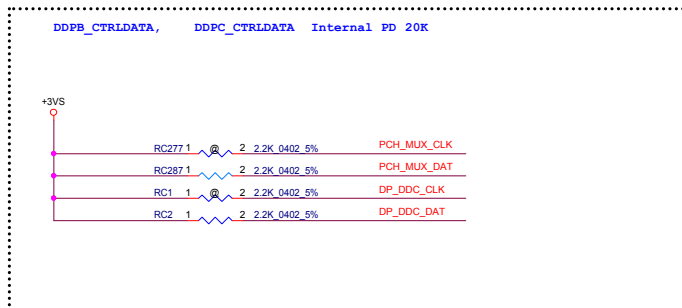 DDPB_CTRLDATA, DDPC_CTRLDATA Internal PD 20K
+3VS
RC277 1 @ 2 2.2K_0402_5% PCH_MUX_CLK
RC287 1 2 2.2K_0402_5% PCH_MUX_DAT
RC1 1 @ 2 2.2K_0402_5% DP_DDC_CLK
RC2 1 2 2.2K_0402_5% DP_DDC_DAT